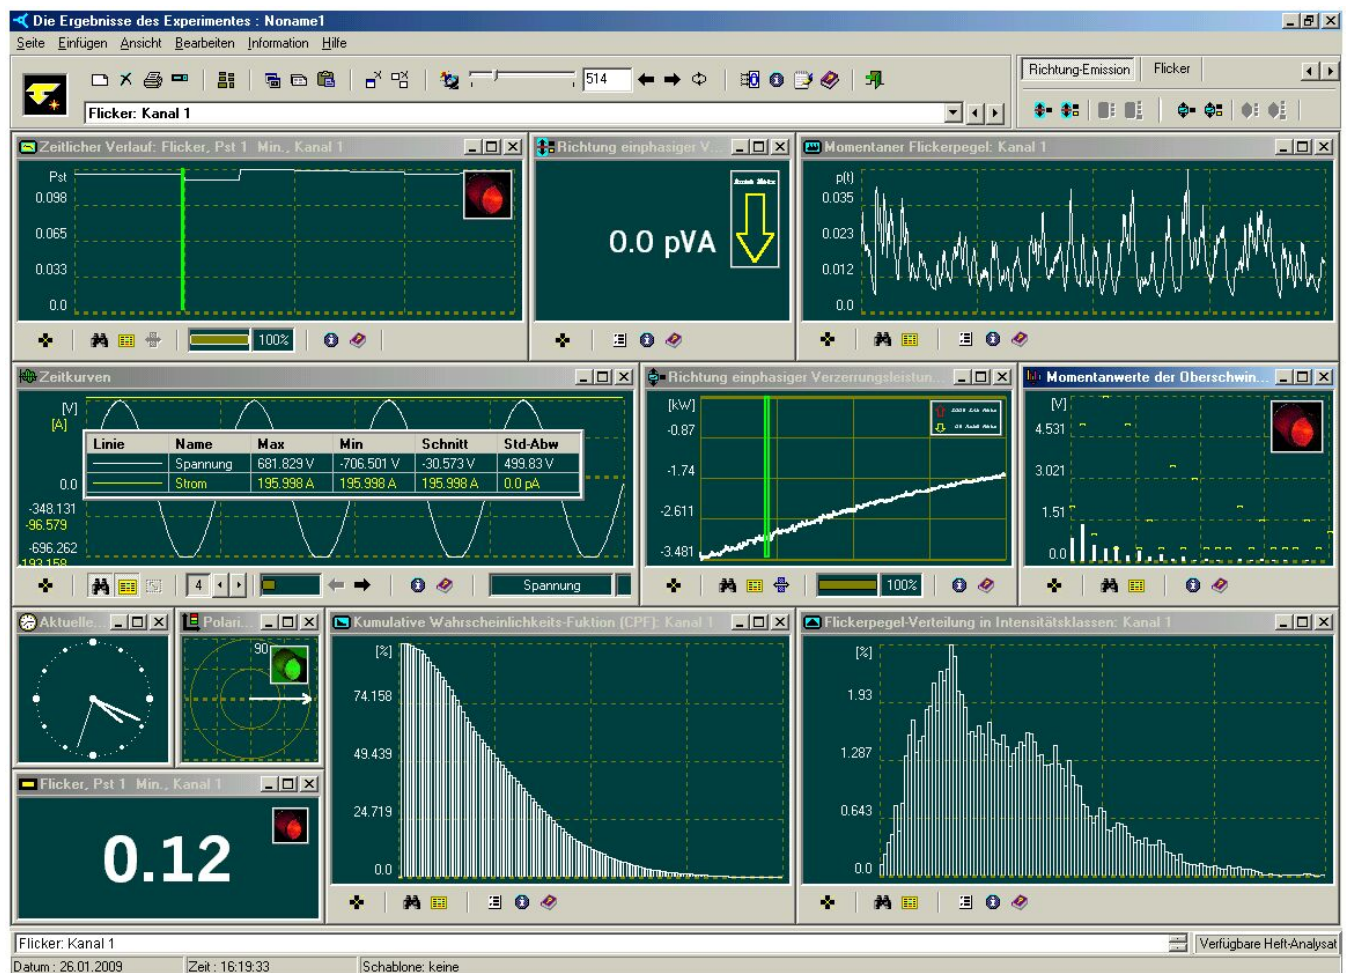 Die Ergebnisse des Experimentes : Noname1
Seite Einfügen Ansicht Bearbeiten Information Hilfe
514
Richtung-Emission Flicker
Flicker: Kanal 1
Zeitlicher Verlauf: Flicker, Pst 1 Min., Kanal 1
Pst
0.098
0.065
0.033
0.0
100%
Richtung einphasiger V...
0.0 pVA
Momentaner Flickerpegel: Kanal 1
p(t)
0.035
0.023
0.012
0.0
Zeitkurven
[V]
[A]
Linie Name Max Min Schnitt Std-Abw
Spannung 681.829 V -706.501 V -30.573 V 499.83 V
Strom 195.998 A 195.998 A 195.998 A 0.0 pA
0.0
-348.131
-96.579
-696.262
-193.158
4
Spannung
Richtung einphasiger Verzerrungsleistun...
[kW]
-0.87
-1.74
-2.611
-3.481
100%
Momentanwerte der Oberschwin...
[V]
4.531
3.021
1.51
0.0
Aktuelle...
Polari...
90
Flicker, Pst 1 Min., Kanal 1
0.12
Kumulative Wahrscheinlichkeits-Fuktion (CPF): Kanal 1
[%]
74.158
49.439
24.719
0.0
Flickerpegel-Verteilung in Intensitätsklassen: Kanal 1
[%]
1.93
1.287
0.643
0.0
Flicker: Kanal 1
Verfügbare Heft-Analysat
Datum : 26.01.2009 Zeit : 16:19:33 Schablone: keine